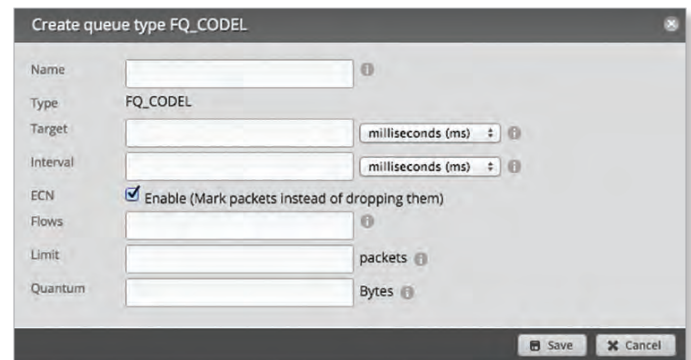 Create queue type FQ_CODEL
Name
Type FQ_CODEL
Target milliseconds (ms)
Interval milliseconds (ms)
ECN Enable (Mark packets instead of dropping them)
Flows
Limit packets
Quantum Bytes
Save Cancel